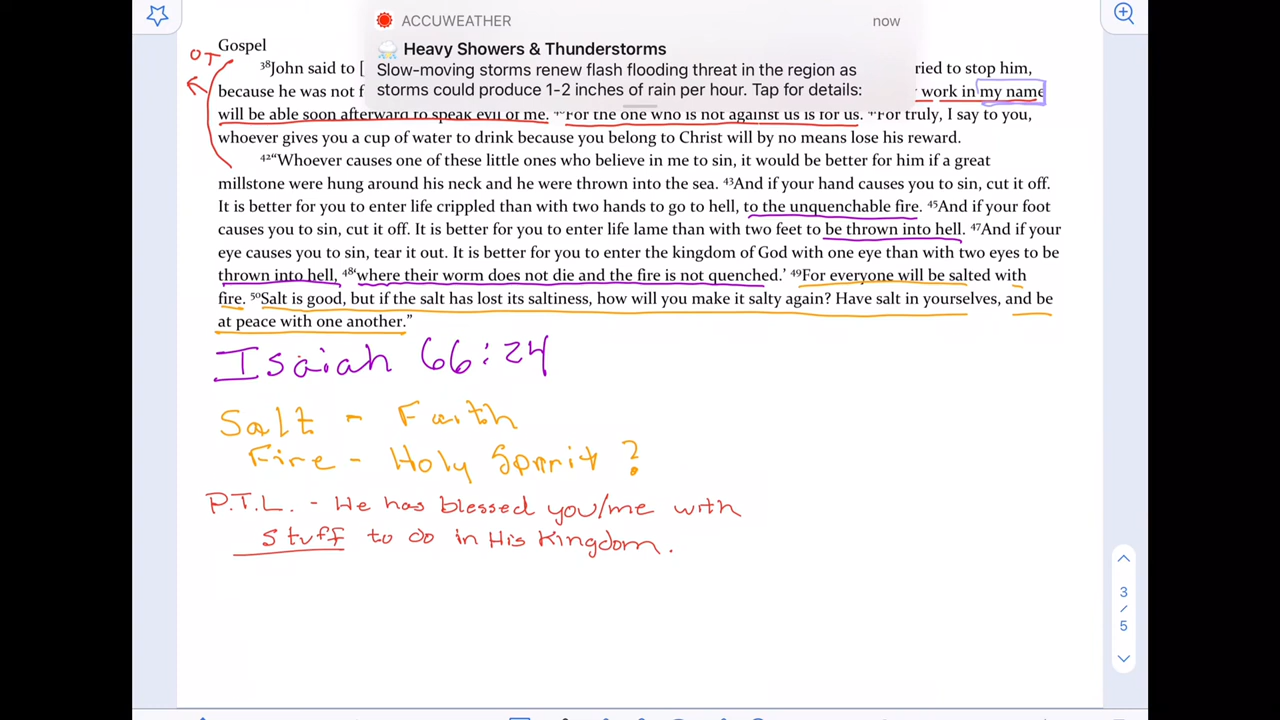 ACCUWEATHER now
Heavy Showers & Thunderstorms
Slow-moving storms renew flash flooding threat in the region as
storms could produce 1-2 inches of rain per hour. Tap for details:
OT
Gospel
38John said to [ ried to stop him,
because he was not f work in my name
will be able soon afterward to speak evil of me. For the one who is not against us is for us. For truly, I say to you,
whoever gives you a cup of water to drink because you belong to Christ will by no means lose his reward.
42“Whoever causes one of these little ones who believe in me to sin, it would be better for him if a great
millstone were hung around his neck and he were thrown into the sea. 43And if your hand causes you to sin, cut it off.
It is better for you to enter life crippled than with two hands to go to hell, to the unquenchable fire. 45And if your foot
causes you to sin, cut it off. It is better for you to enter life lame than with two feet to be thrown into hell. 47And if your
eye causes you to sin, tear it out. It is better for you to enter the kingdom of God with one eye than with two eyes to be
thrown into hell, 48‘where their worm does not die and the fire is not quenched.’ 49For everyone will be salted with
fire. 50Salt is good, but if the salt has lost its saltiness, how will you make it salty again? Have salt in yourselves, and be
at peace with one another.”
Isaiah 66:24
Salt - Faith
Fire - Holy Spirit ?
P.T.L. - He has blessed you/me with
stuff to do in His Kingdom.
3
/
5